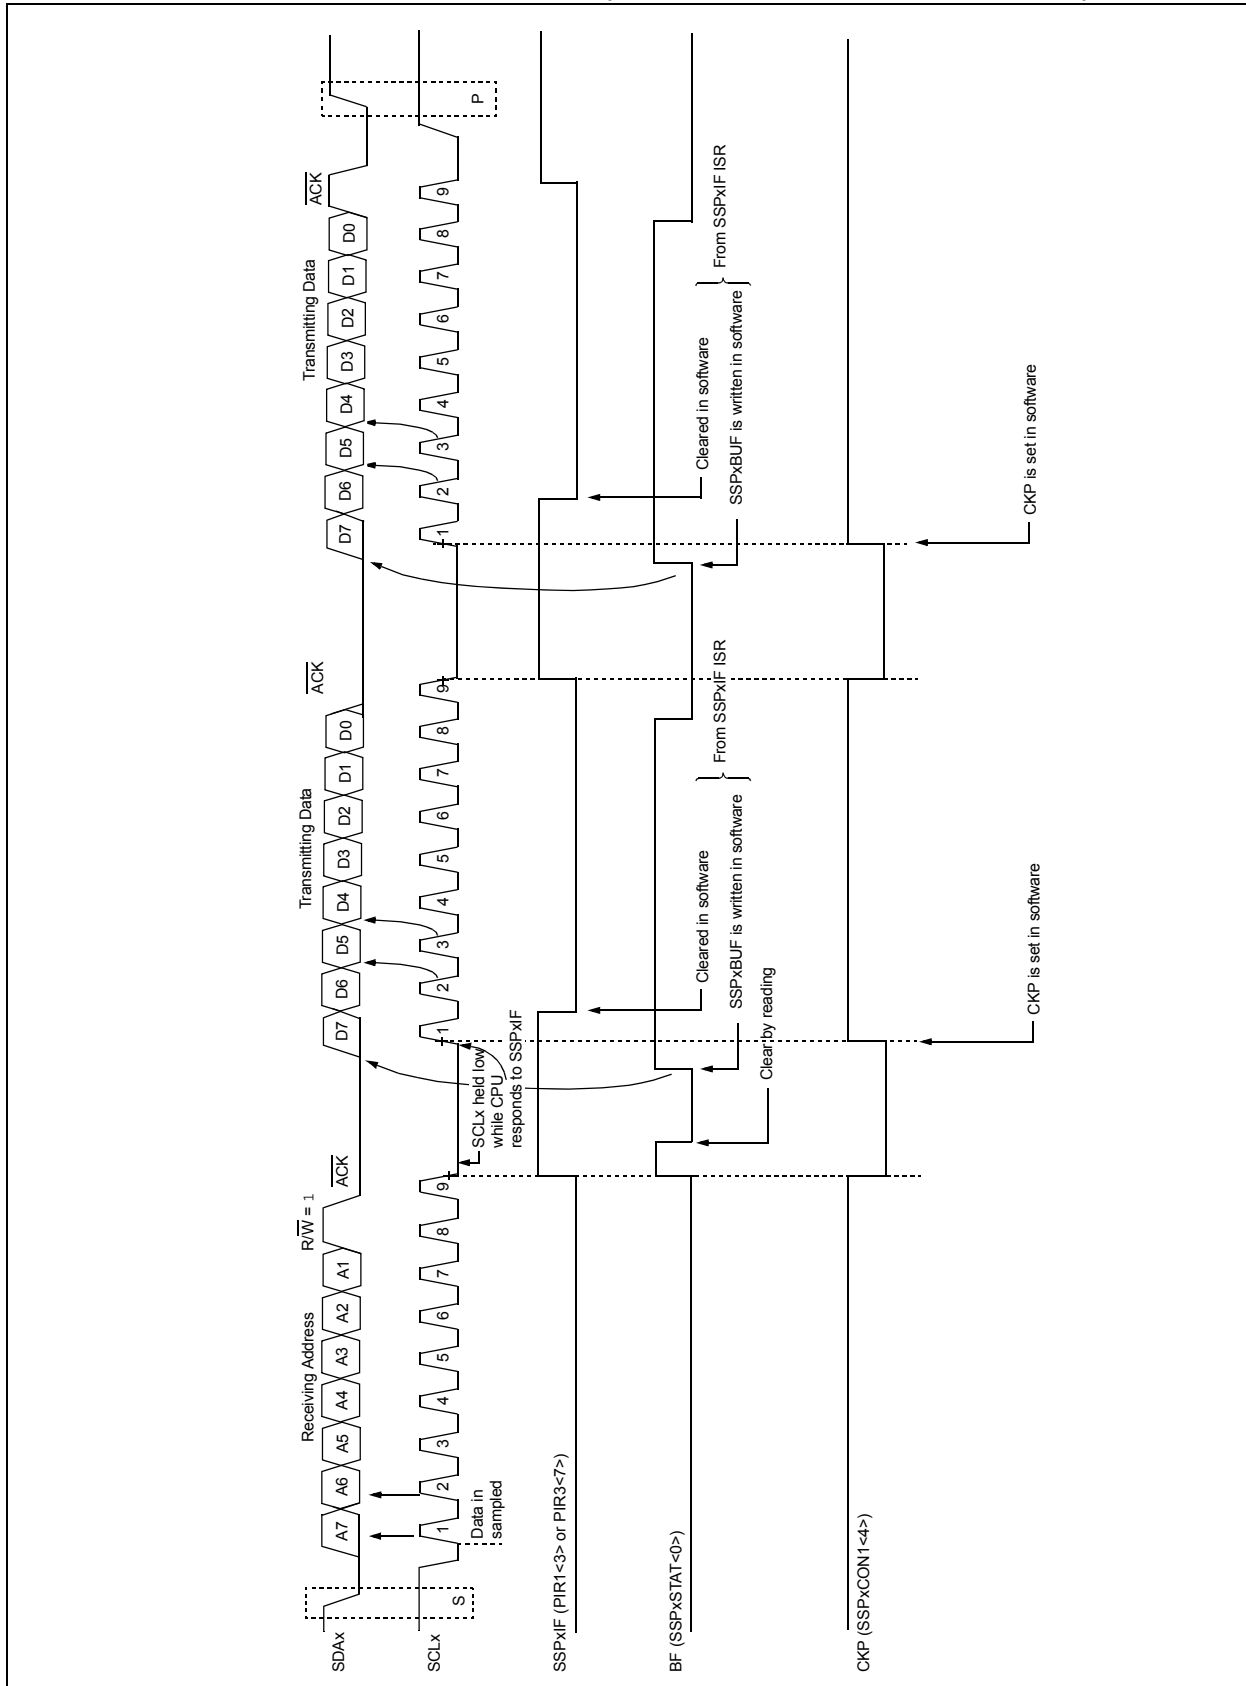 SDAx
S
Receiving Address
R/W = 1
ACK
Transmitting Data
ACK
Transmitting Data
ACK
P
A7 A6 A5 A4 A3 A2 A1
D7 D6 D5 D4 D3 D2 D1 D0
D7 D6 D5 D4 D3 D2 D1 D0
SCLx
1 2 3 4 5 6 7 8 9
1 2 3 4 5 6 7 8 9
1 2 3 4 5 6 7 8 9
Data in
sampled
SCLx held low
while CPU
responds to SSPxIF
SSPxIF (PIR1<3> or PIR3<7>)
Cleared in software
Cleared in software
BF (SSPxSTAT<0>)
From SSPxIF ISR
From SSPxIF ISR
SSPxBUF is written in software
SSPxBUF is written in software
Clear by reading
CKP (SSPxCON1<4>)
CKP is set in software
CKP is set in software